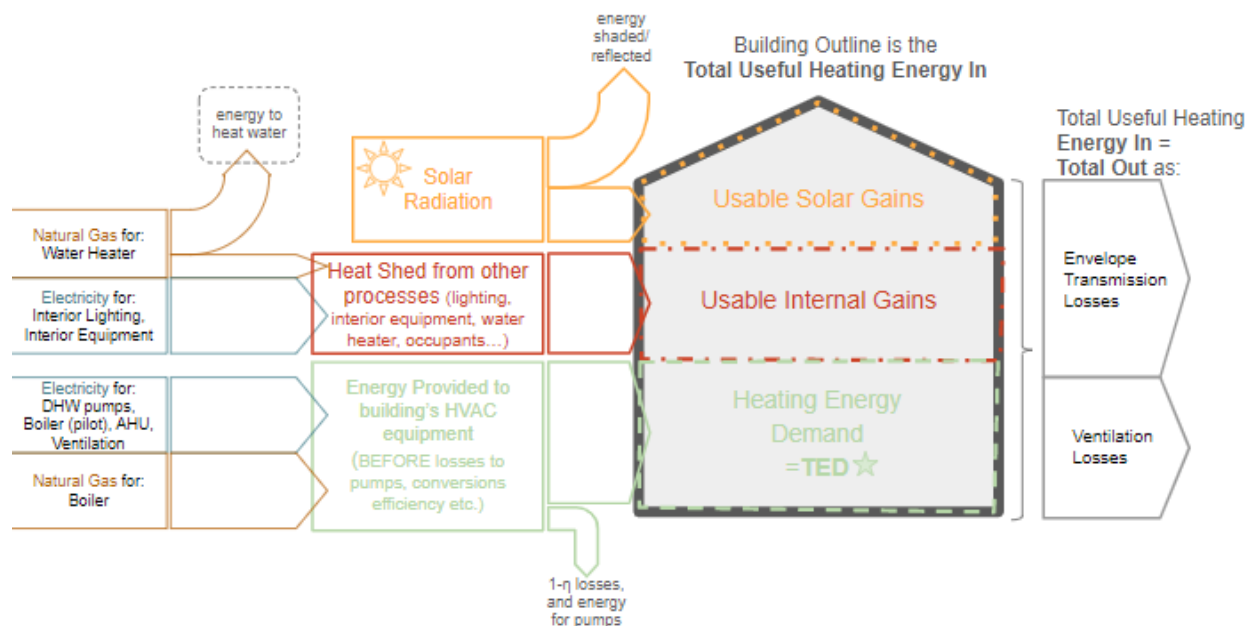 energy
shaded/
reflected
Building Outline is the
Total Useful Heating Energy In
energy to
heat water
Total Useful Heating
Energy In =
Total Out as:
Solar
Radiation
Usable Solar Gains
Natural Gas for:
Water Heater
Heat Shed from other
processes (lighting,
interior equipment, water
heater, occupants…)
Usable Internal Gains
Envelope
Transmission
Losses
Electricity for:
Interior Lighting,
Interior Equipment
Electricity for:
DHW pumps,
Boiler (pilot), AHU,
Ventilation
Energy Provided to
building's HVAC
equipment
(BEFORE losses to
pumps, conversions
efficiency etc.)
Heating Energy
Demand
=TED
Ventilation
Losses
Natural Gas for:
Boiler
1-η losses,
and energy
for pumps